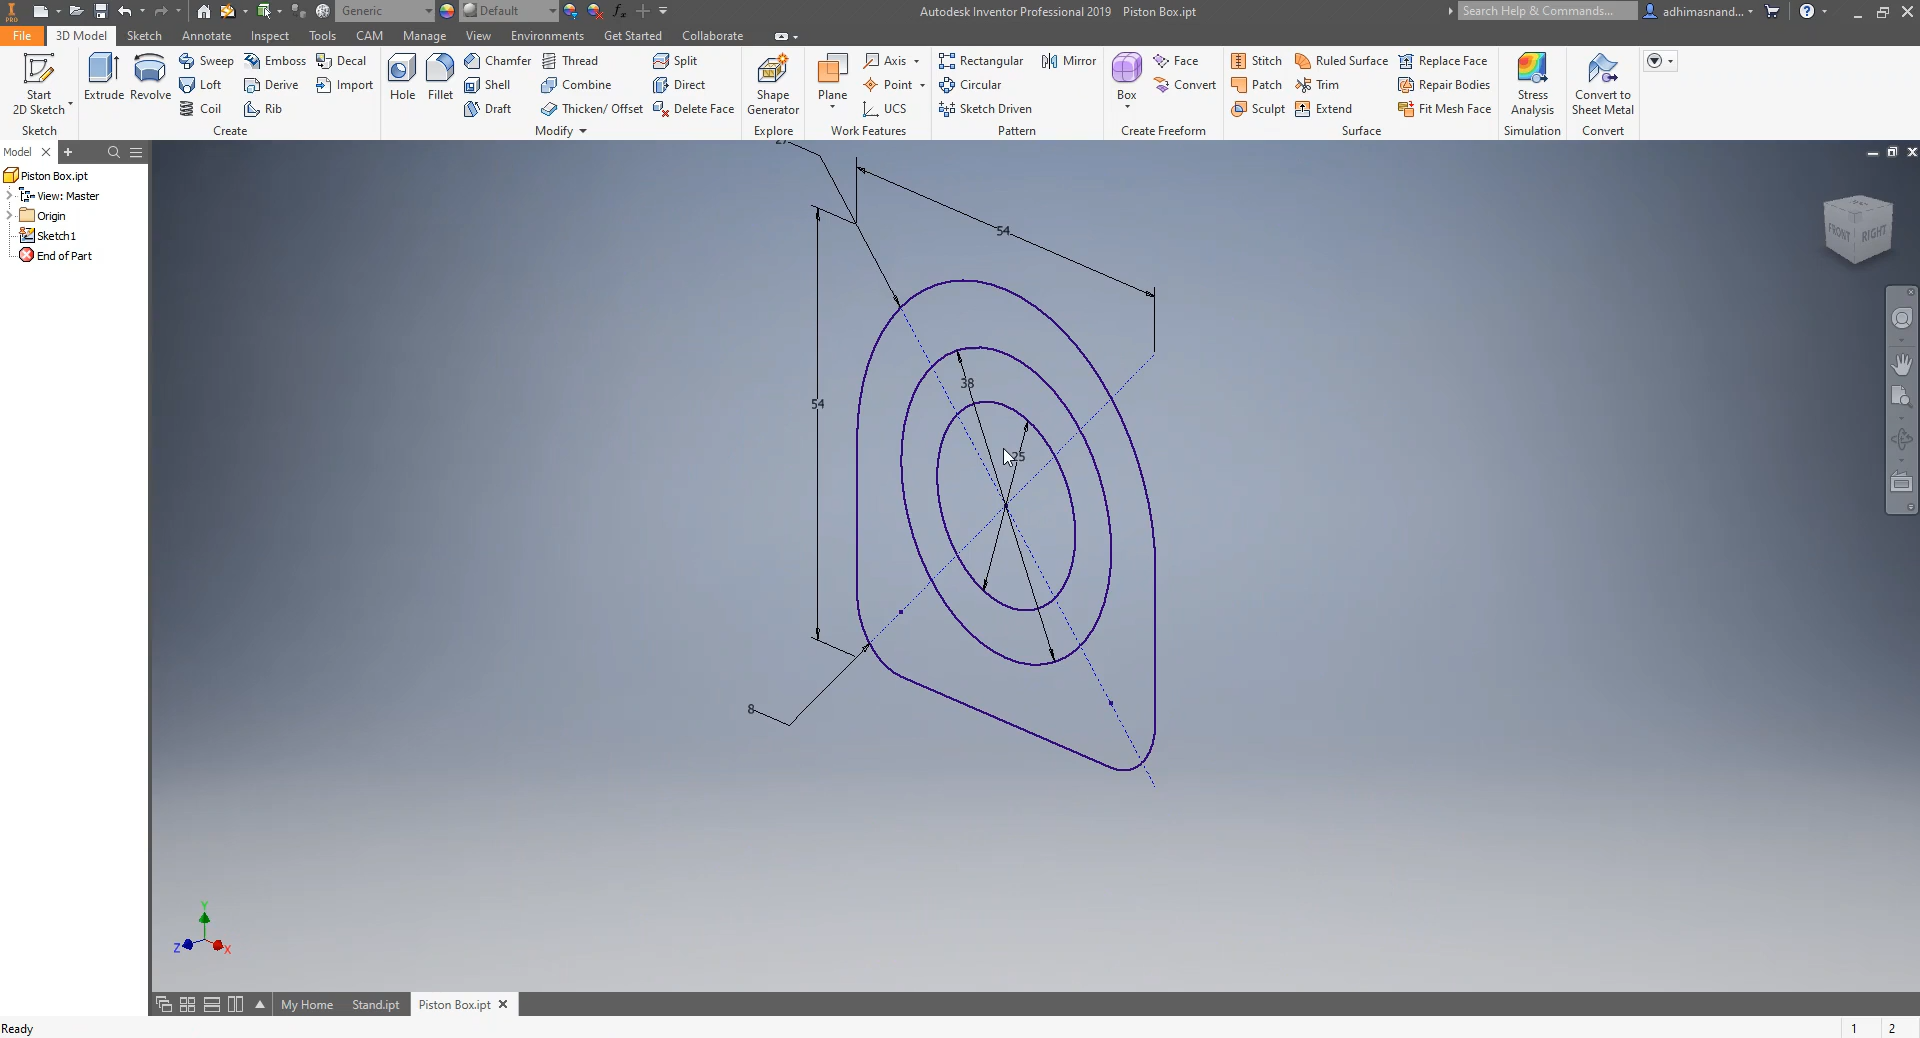 Generic
Default
Autodesk Inventor Professional 2019 Piston Box.ipt
Search Help & Commands...
adhimasnand...
PRO
File
3D Model
Sketch
Annotate
Inspect
Tools
CAM
Manage
View
Environments
Get Started
Collaborate
Start
2D Sketch
Sketch
Extrude
Revolve
Sweep
Loft
Coil
Emboss
Derive
Rib
Decal
Import
Create
Hole
Fillet
Chamfer
Shell
Draft
Thread
Combine
Thicken/ Offset
Split
Direct
Delete Face
Modify
Shape
Generator
Explore
Plane
Axis
Point
UCS
Work Features
Rectangular
Circular
Sketch Driven
Mirror
Pattern
Box
Face
Convert
Create Freeform
Stitch
Patch
Sculpt
Ruled Surface
Trim
Extend
Replace Face
Repair Bodies
Fit Mesh Face
Surface
Stress
Analysis
Simulation
Convert to
Sheet Metal
Convert
Model
Piston Box.ipt
View: Master
Origin
Sketch1
End of Part
54
54
38
25
8
FRONT
RIGHT
Y
Z
X
My Home
Stand.ipt
Piston Box.ipt
Ready
1
2